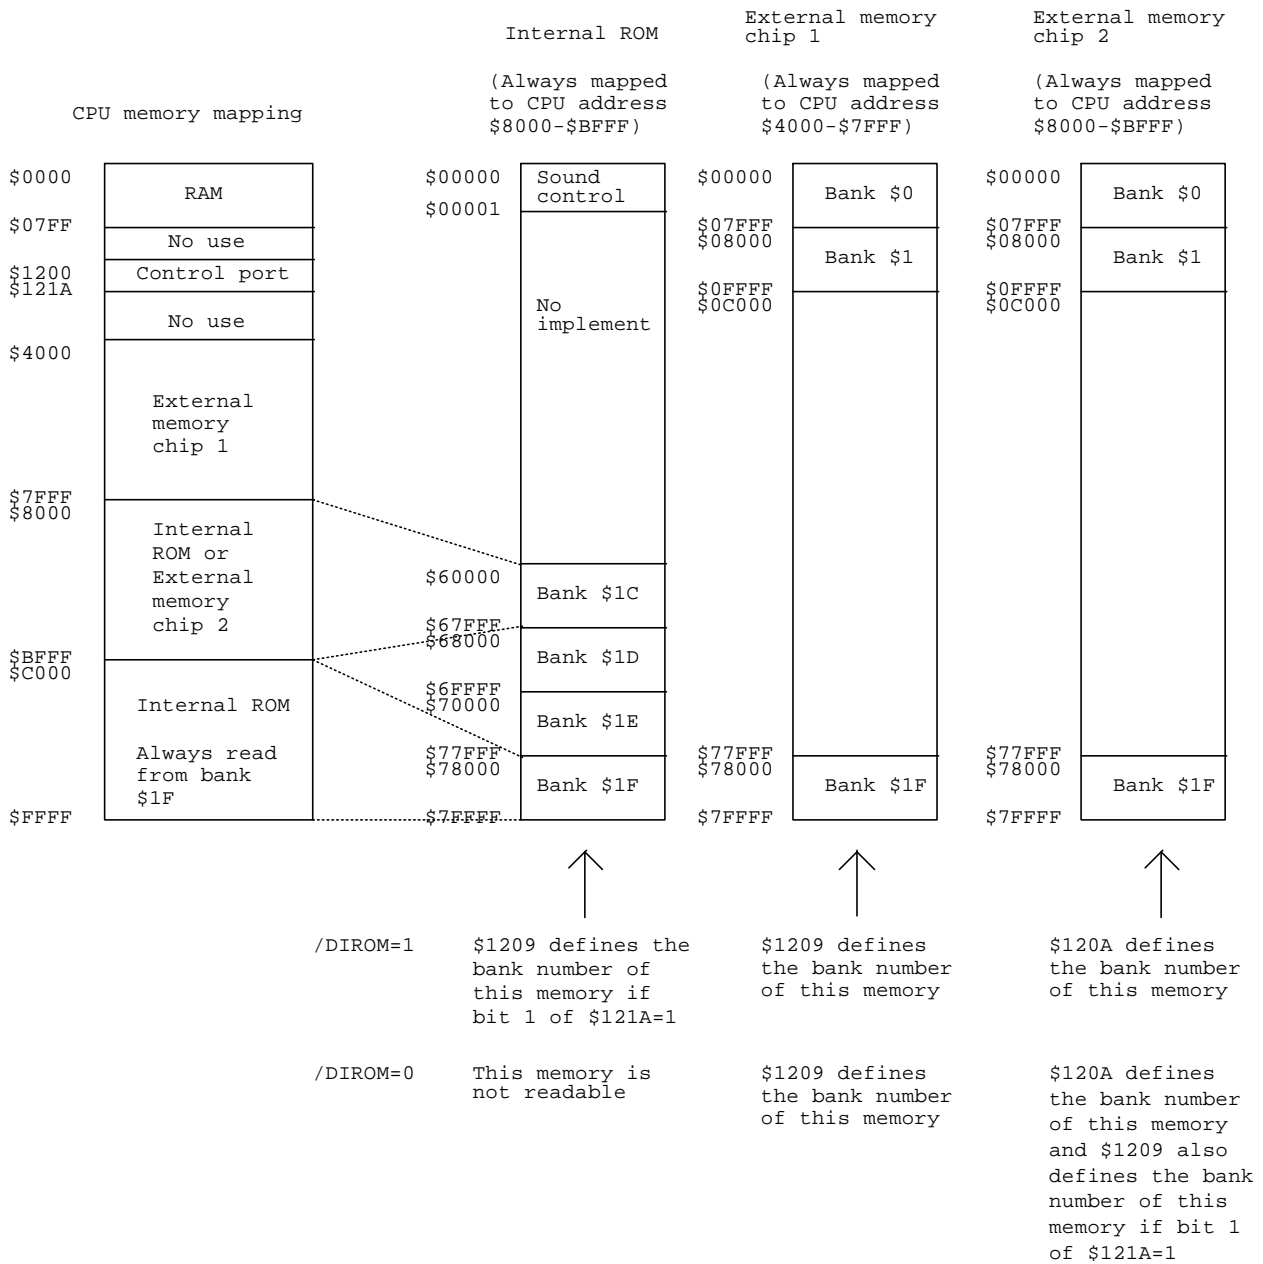 Internal ROM
External memory
chip 1
External memory
chip 2
CPU memory mapping
(Always mapped
to CPU address
$8000-$BFFF)
(Always mapped
to CPU address
$4000-$7FFF)
(Always mapped
to CPU address
$8000-$BFFF)
$0000
RAM
$07FF
No use
$1200
Control port
$121A
No use
$4000
External
memory
chip 1
$7FFF
$8000
Internal
ROM or
External
memory
chip 2
$BFFF
$C000
Internal ROM
Always read
from bank
$1F
$FFFF
$00000
Sound
control
$00001
No
implement
$60000
Bank $1C
$67FFF
$68000
Bank $1D
$6FFFF
$70000
Bank $1E
$77FFF
$78000
Bank $1F
$7FFFF
$00000
Bank $0
$07FFF
$08000
Bank $1
$0FFFF
$0C000
$77FFF
$78000
Bank $1F
$7FFFF
$00000
Bank $0
$07FFF
$08000
Bank $1
$0FFFF
$0C000
$77FFF
$78000
Bank $1F
$7FFFF
/DIROM=1
$1209 defines the
bank number of
this memory if
bit 1 of $121A=1
$1209 defines
the bank number
of this memory
$120A defines
the bank number
of this memory
/DIROM=0
This memory is
not readable
$1209 defines
the bank number
of this memory
$120A defines
the bank number
of this memory
and $1209 also
defines the bank
number of this
memory if bit 1
of $121A=1